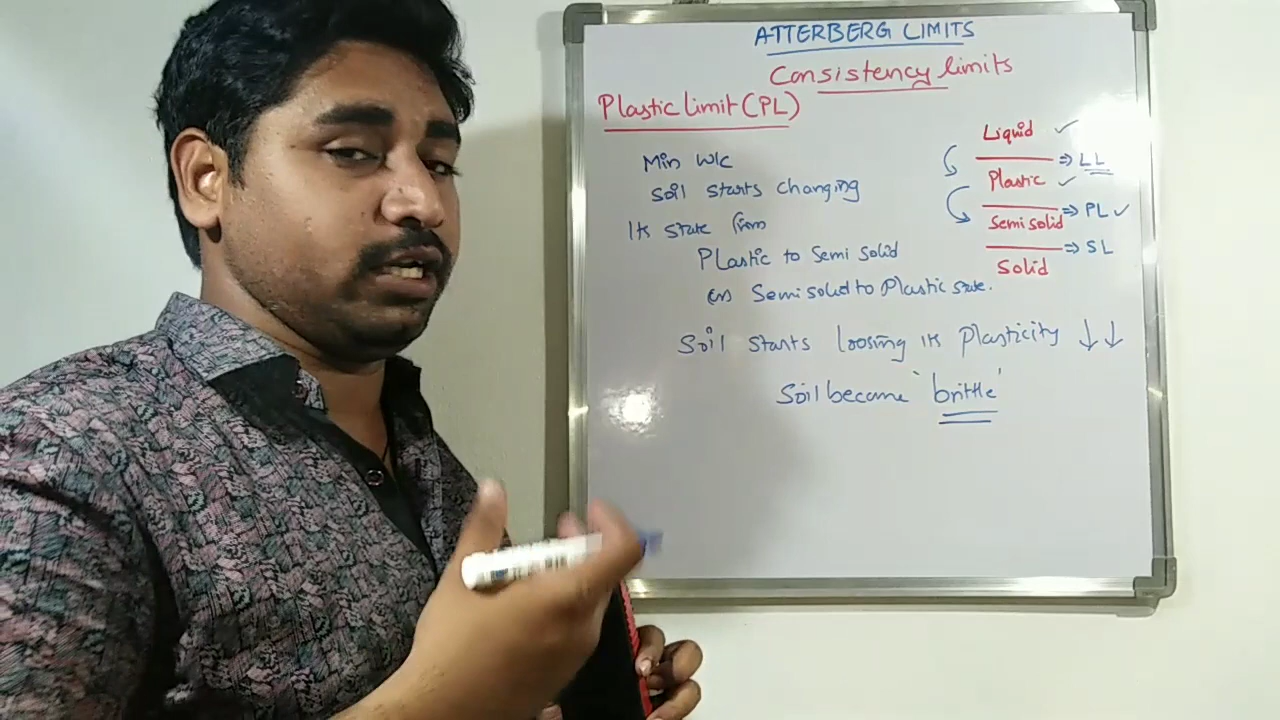 ATTERBERG LIMITS
Consistency limits
Plastic limit (PL)
Min W/c
Soil starts changing
Its state from
Plastic to Semi solid
(or) Semi solid to Plastic state.
Soil starts loosing its Plasticity ↓↓
Soil became 'brittle'
Liquid ✓
⇒ LL
Plastic ✓
⇒ PL ✓
Semi solid
⇒ SL
Solid